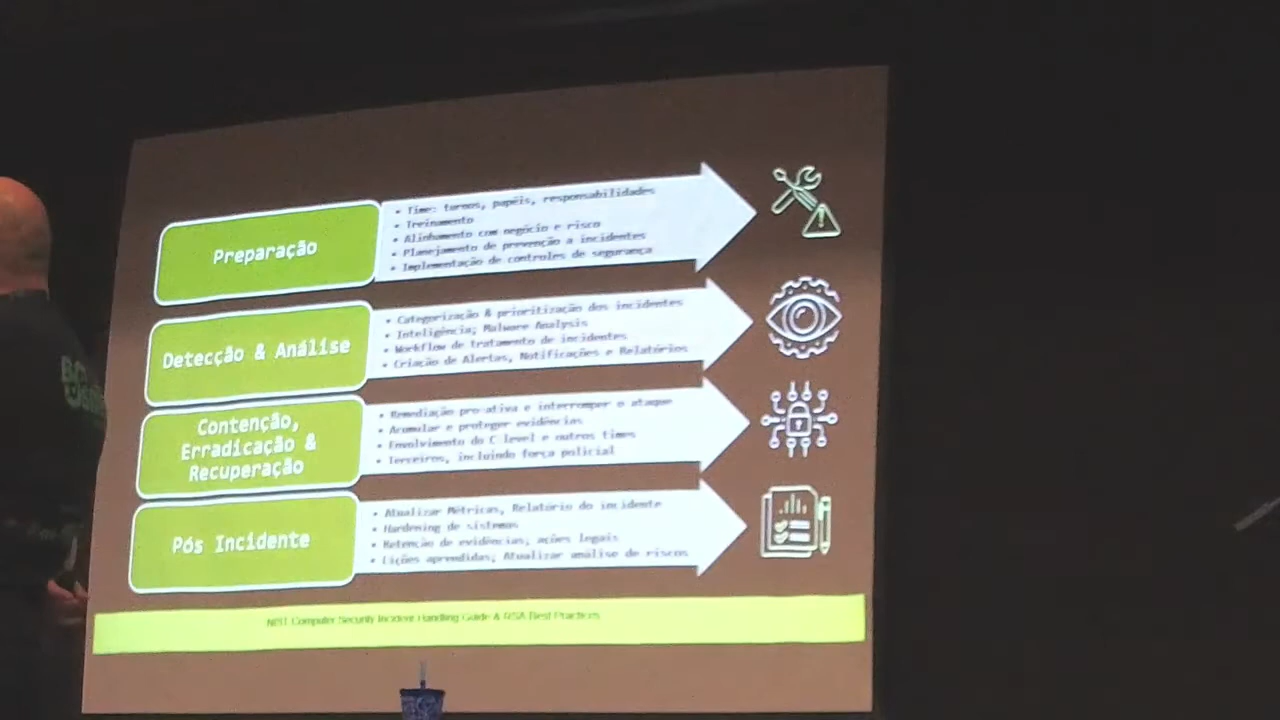 Preparação
• Time: turnos, papéis, responsabilidades
• Treinamento
• Alinhamento com negócio e risco
• Planejamento de prevenção a incidentes
• Implementação de controles de segurança
Detecção & Análise
• Categorização & prioritização dos incidentes
• Inteligência; Malware Analysis
• Workflow de tratamento de incidentes
• Criação de Alertas, Notificações e Relatórios
Contenção,
Erradicação &
Recuperação
• Remediação pro-ativa e interromper o ataque
• Acumular e proteger evidências
• Envolvimento do C level e outros times
• Terceiros, incluindo força policial
Pós Incidente
• Atualizar Métricas, Relatório do incidente
• Hardening de sistemas
• Retenção de evidências; ações legais
• Lições aprendidas; Atualizar análise de riscos
NIST Computer Security Incident Handling Guide & RSA Best Practices